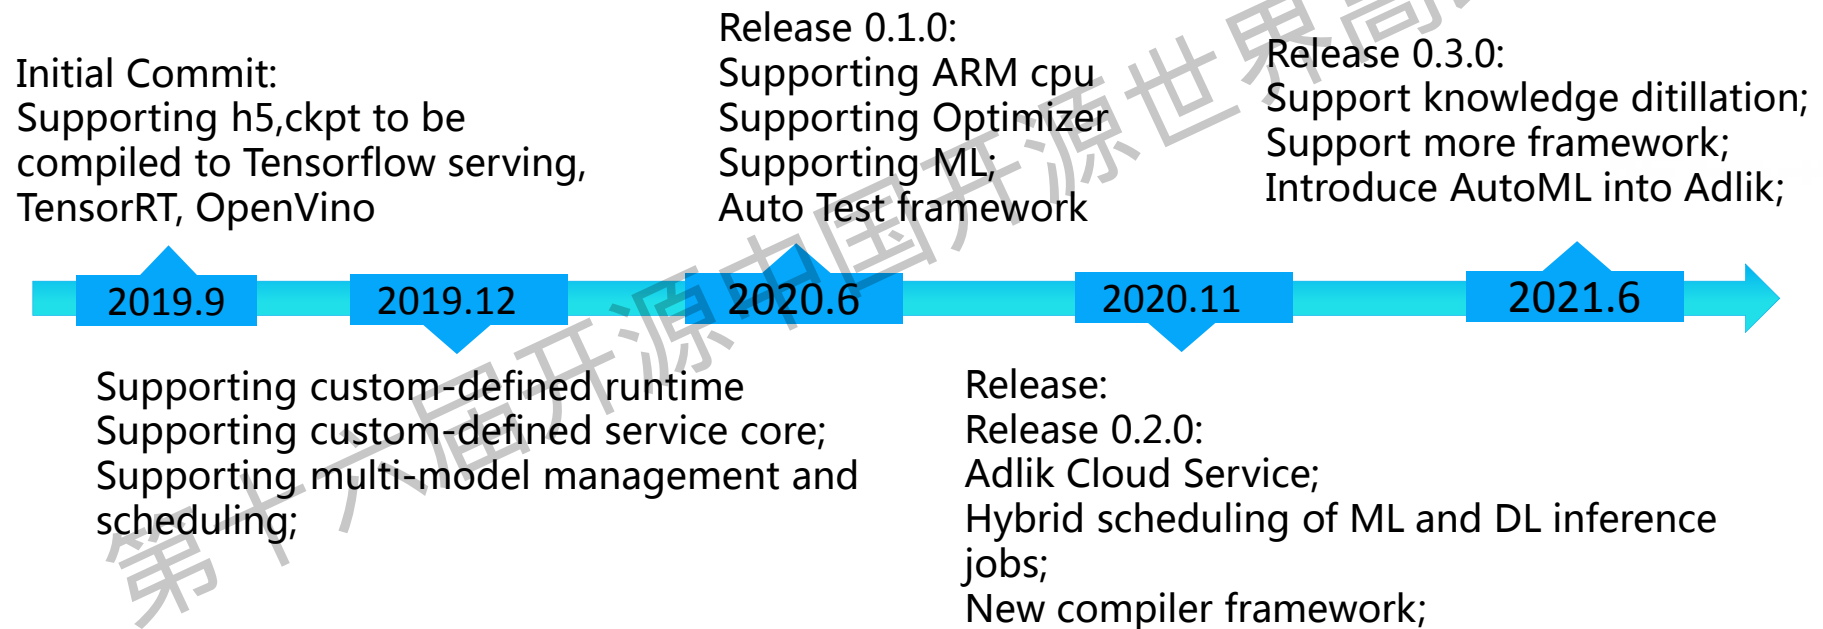 Initial Commit:
Supporting h5,ckpt to be
compiled to Tensorflow serving,
TensorRT, OpenVino
Release 0.1.0:
Supporting ARM cpu
Supporting Optimizer
Supporting ML;
Auto Test framework
Release 0.3.0:
Support knowledge ditillation;
Support more framework;
Introduce AutoML into Adlik;
2019.9
2019.12
2020.6
2020.11
2021.6
Supporting custom-defined runtime
Supporting custom-defined service core;
Supporting multi-model management and
scheduling;
Release:
Release 0.2.0:
Adlik Cloud Service;
Hybrid scheduling of ML and DL inference
jobs;
New compiler framework;
第十六届开源中国开源世界高